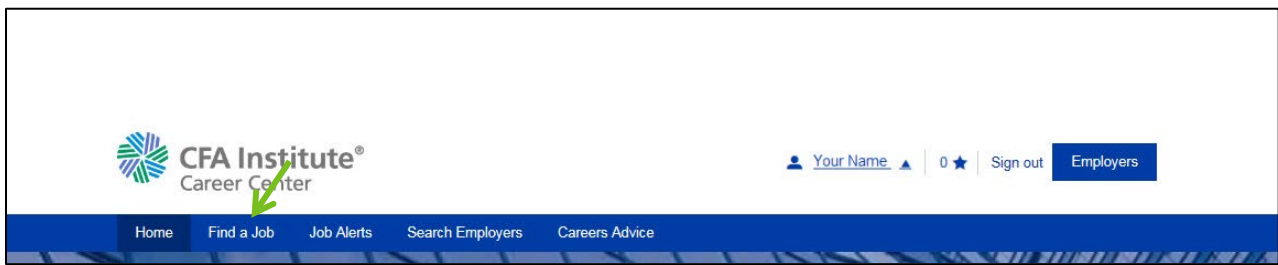 CFA Institute®
Career Center
Your Name 0 Sign out Employers
Home Find a Job Job Alerts Search Employers Careers Advice